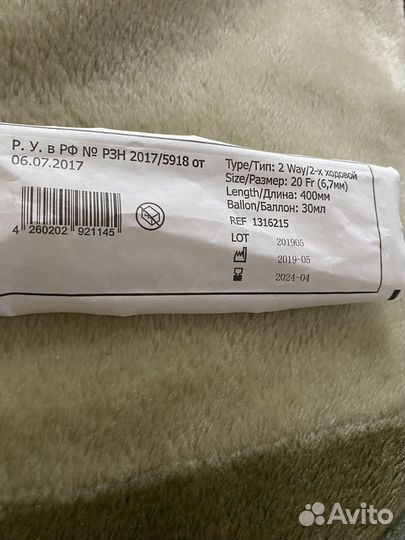 Р. У. в РФ № РЗН 2017/5918 от
06.07.2017
4 260202 921145
Type/Тип: 2 Way/2-х ходовой
Size/Размер: 20 Fr (6,7мм)
Length/Длина: 400мм
Ballon/Баллон: 30мл
REF 1316215
LOT 201905
2019-05
2024-04
Avito